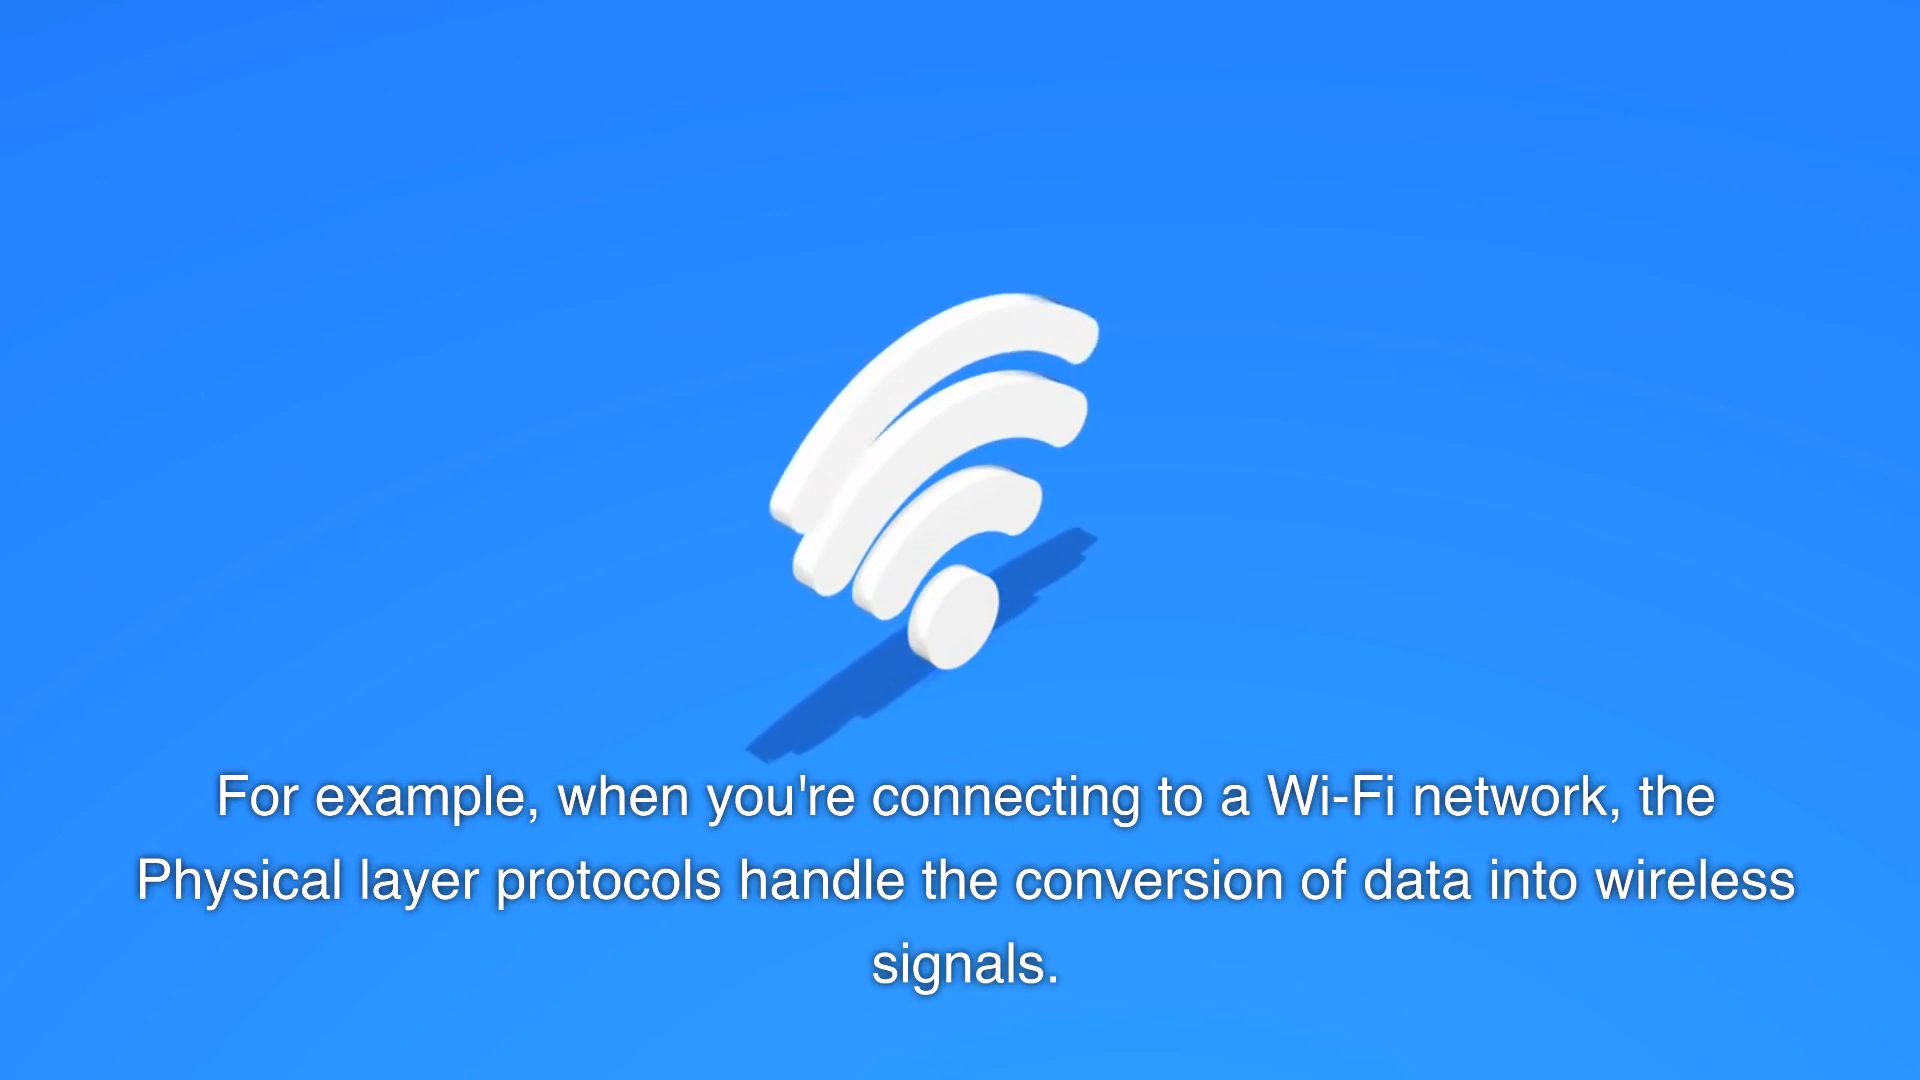 For example, when you're connecting to a Wi-Fi network, the
Physical layer protocols handle the conversion of data into wireless
signals.